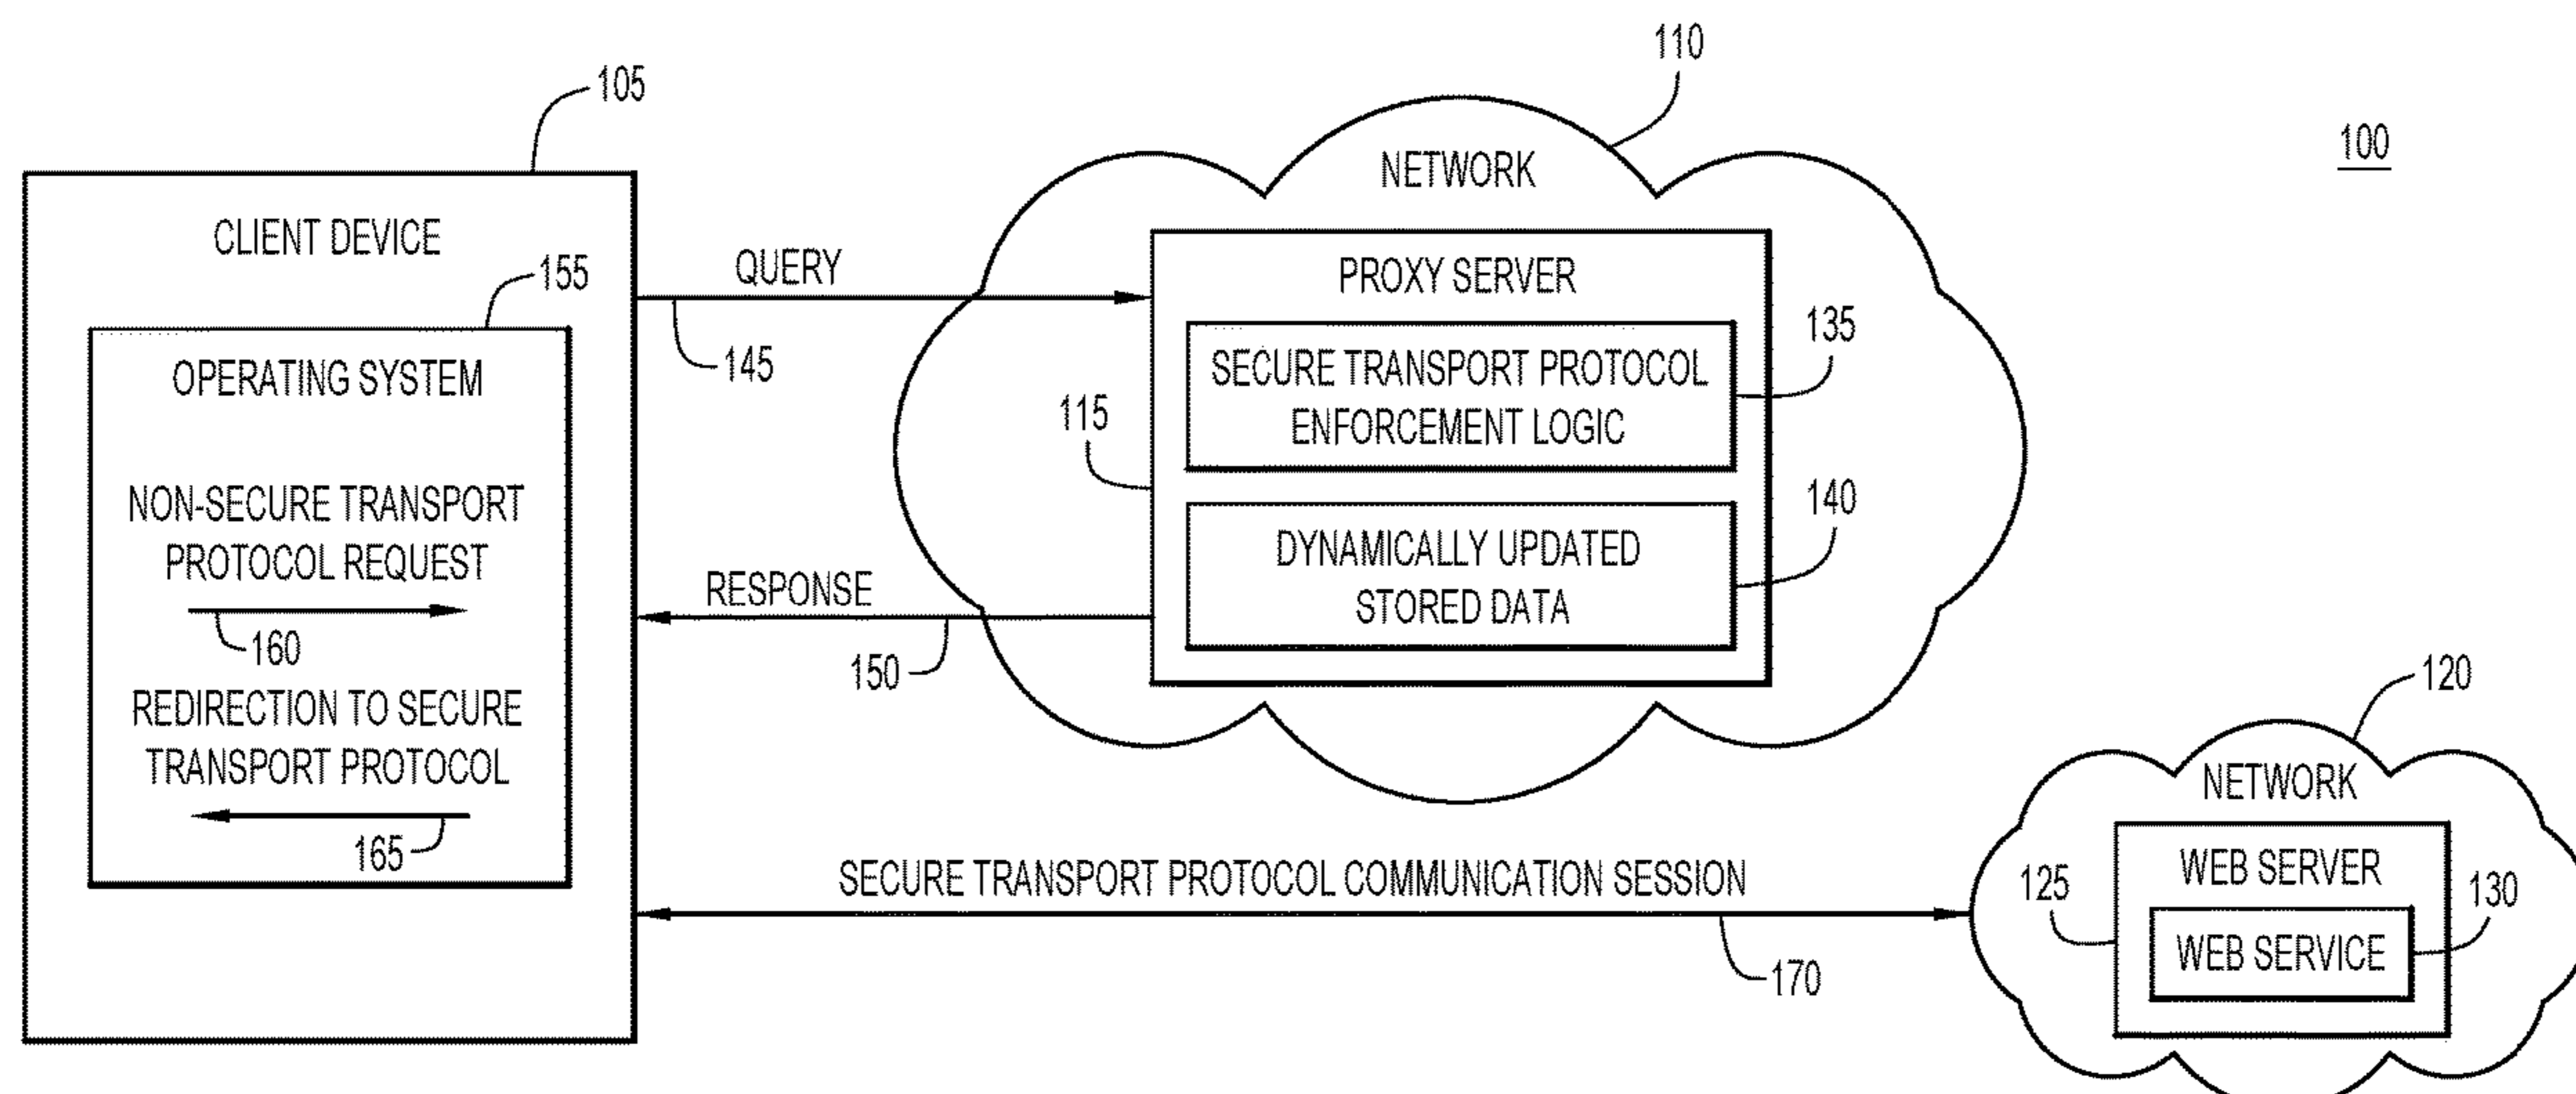 110
105
100
NETWORK
CLIENT DEVICE
155
QUERY
PROXY SERVER
135
145
OPERATING SYSTEM
SECURE TRANSPORT PROTOCOL
ENFORCEMENT LOGIC
115
NON-SECURE TRANSPORT
PROTOCOL REQUEST
140
DYNAMICALLY UPDATED
STORED DATA
RESPONSE
160
150
REDIRECTION TO SECURE
TRANSPORT PROTOCOL
165
120
NETWORK
SECURE TRANSPORT PROTOCOL COMMUNICATION SESSION
170
125
WEB SERVER
130
WEB SERVICE